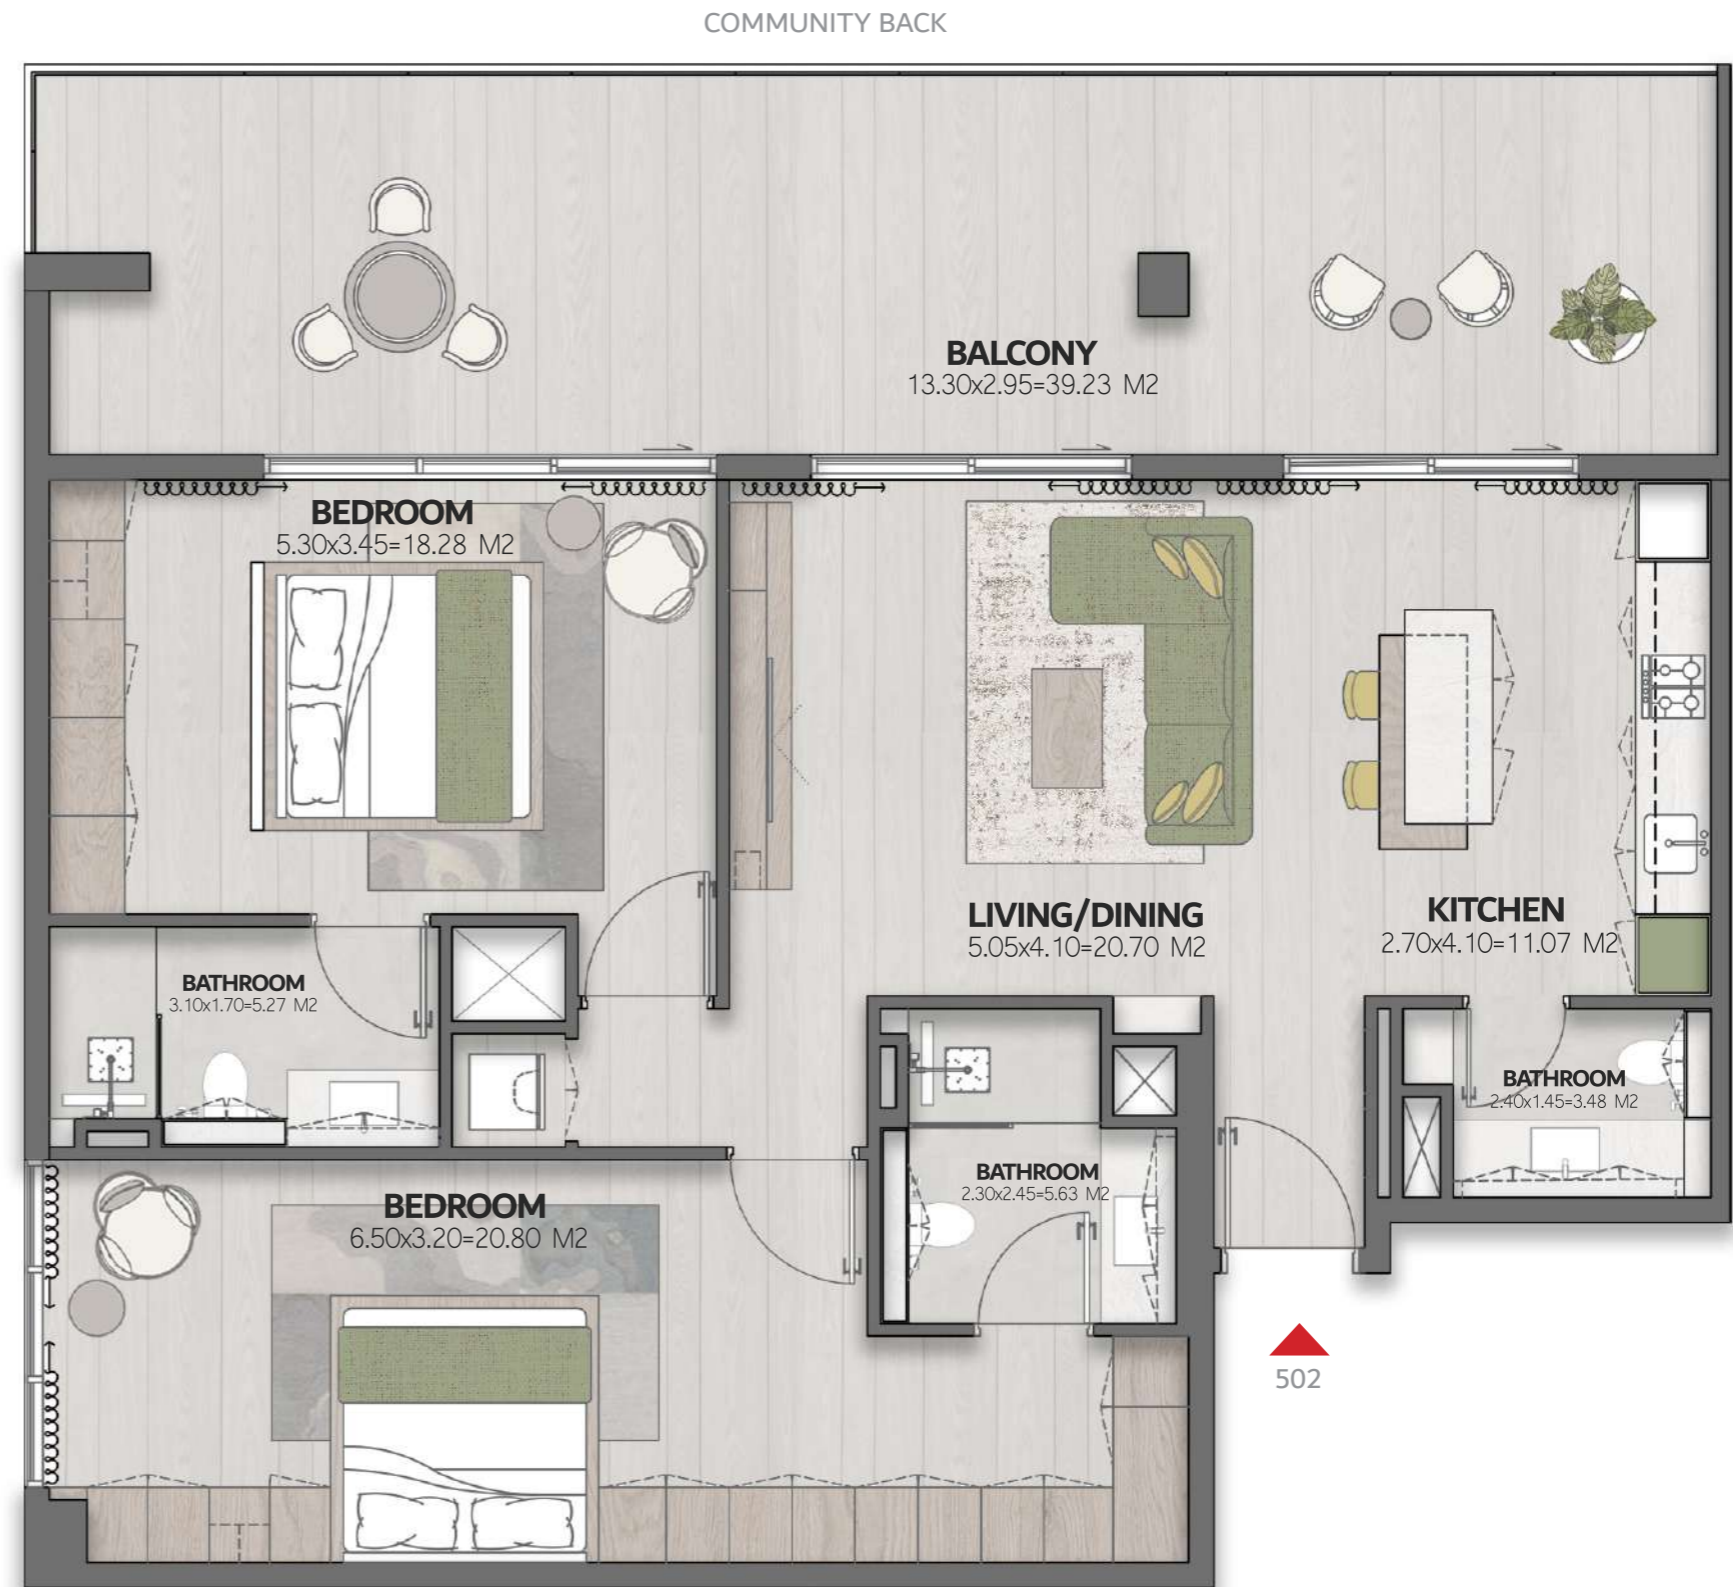 COMMUNITY BACK
BALCONY
13.30x2.95=39.23 M2
BEDROOM
5.30x3.45=18.28 M2
LIVING/DINING
5.05x4.10=20.70 M2
KITCHEN
2.70x4.10=11.07 M2
BATHROOM
3.10x1.70=5.27 M2
BATHROOM
2.40x1.45=3.48 M2
BATHROOM
2.30x2.45=5.63 M2
BEDROOM
6.50x3.20=20.80 M2
502